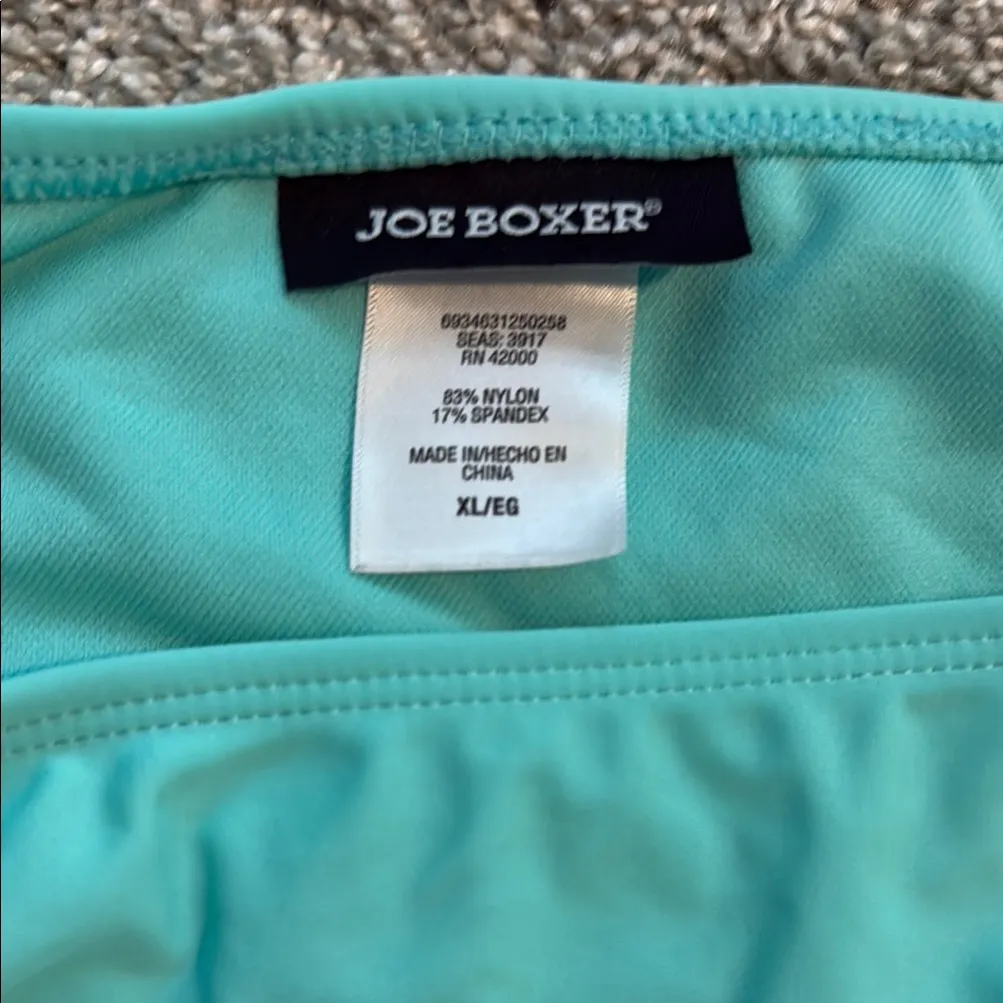 JOE BOXER®
6934631250258
SEAS: 3917
RN 42000
83% NYLON
17% SPANDEX
MADE IN/HECHO EN
CHINA
XL/EG